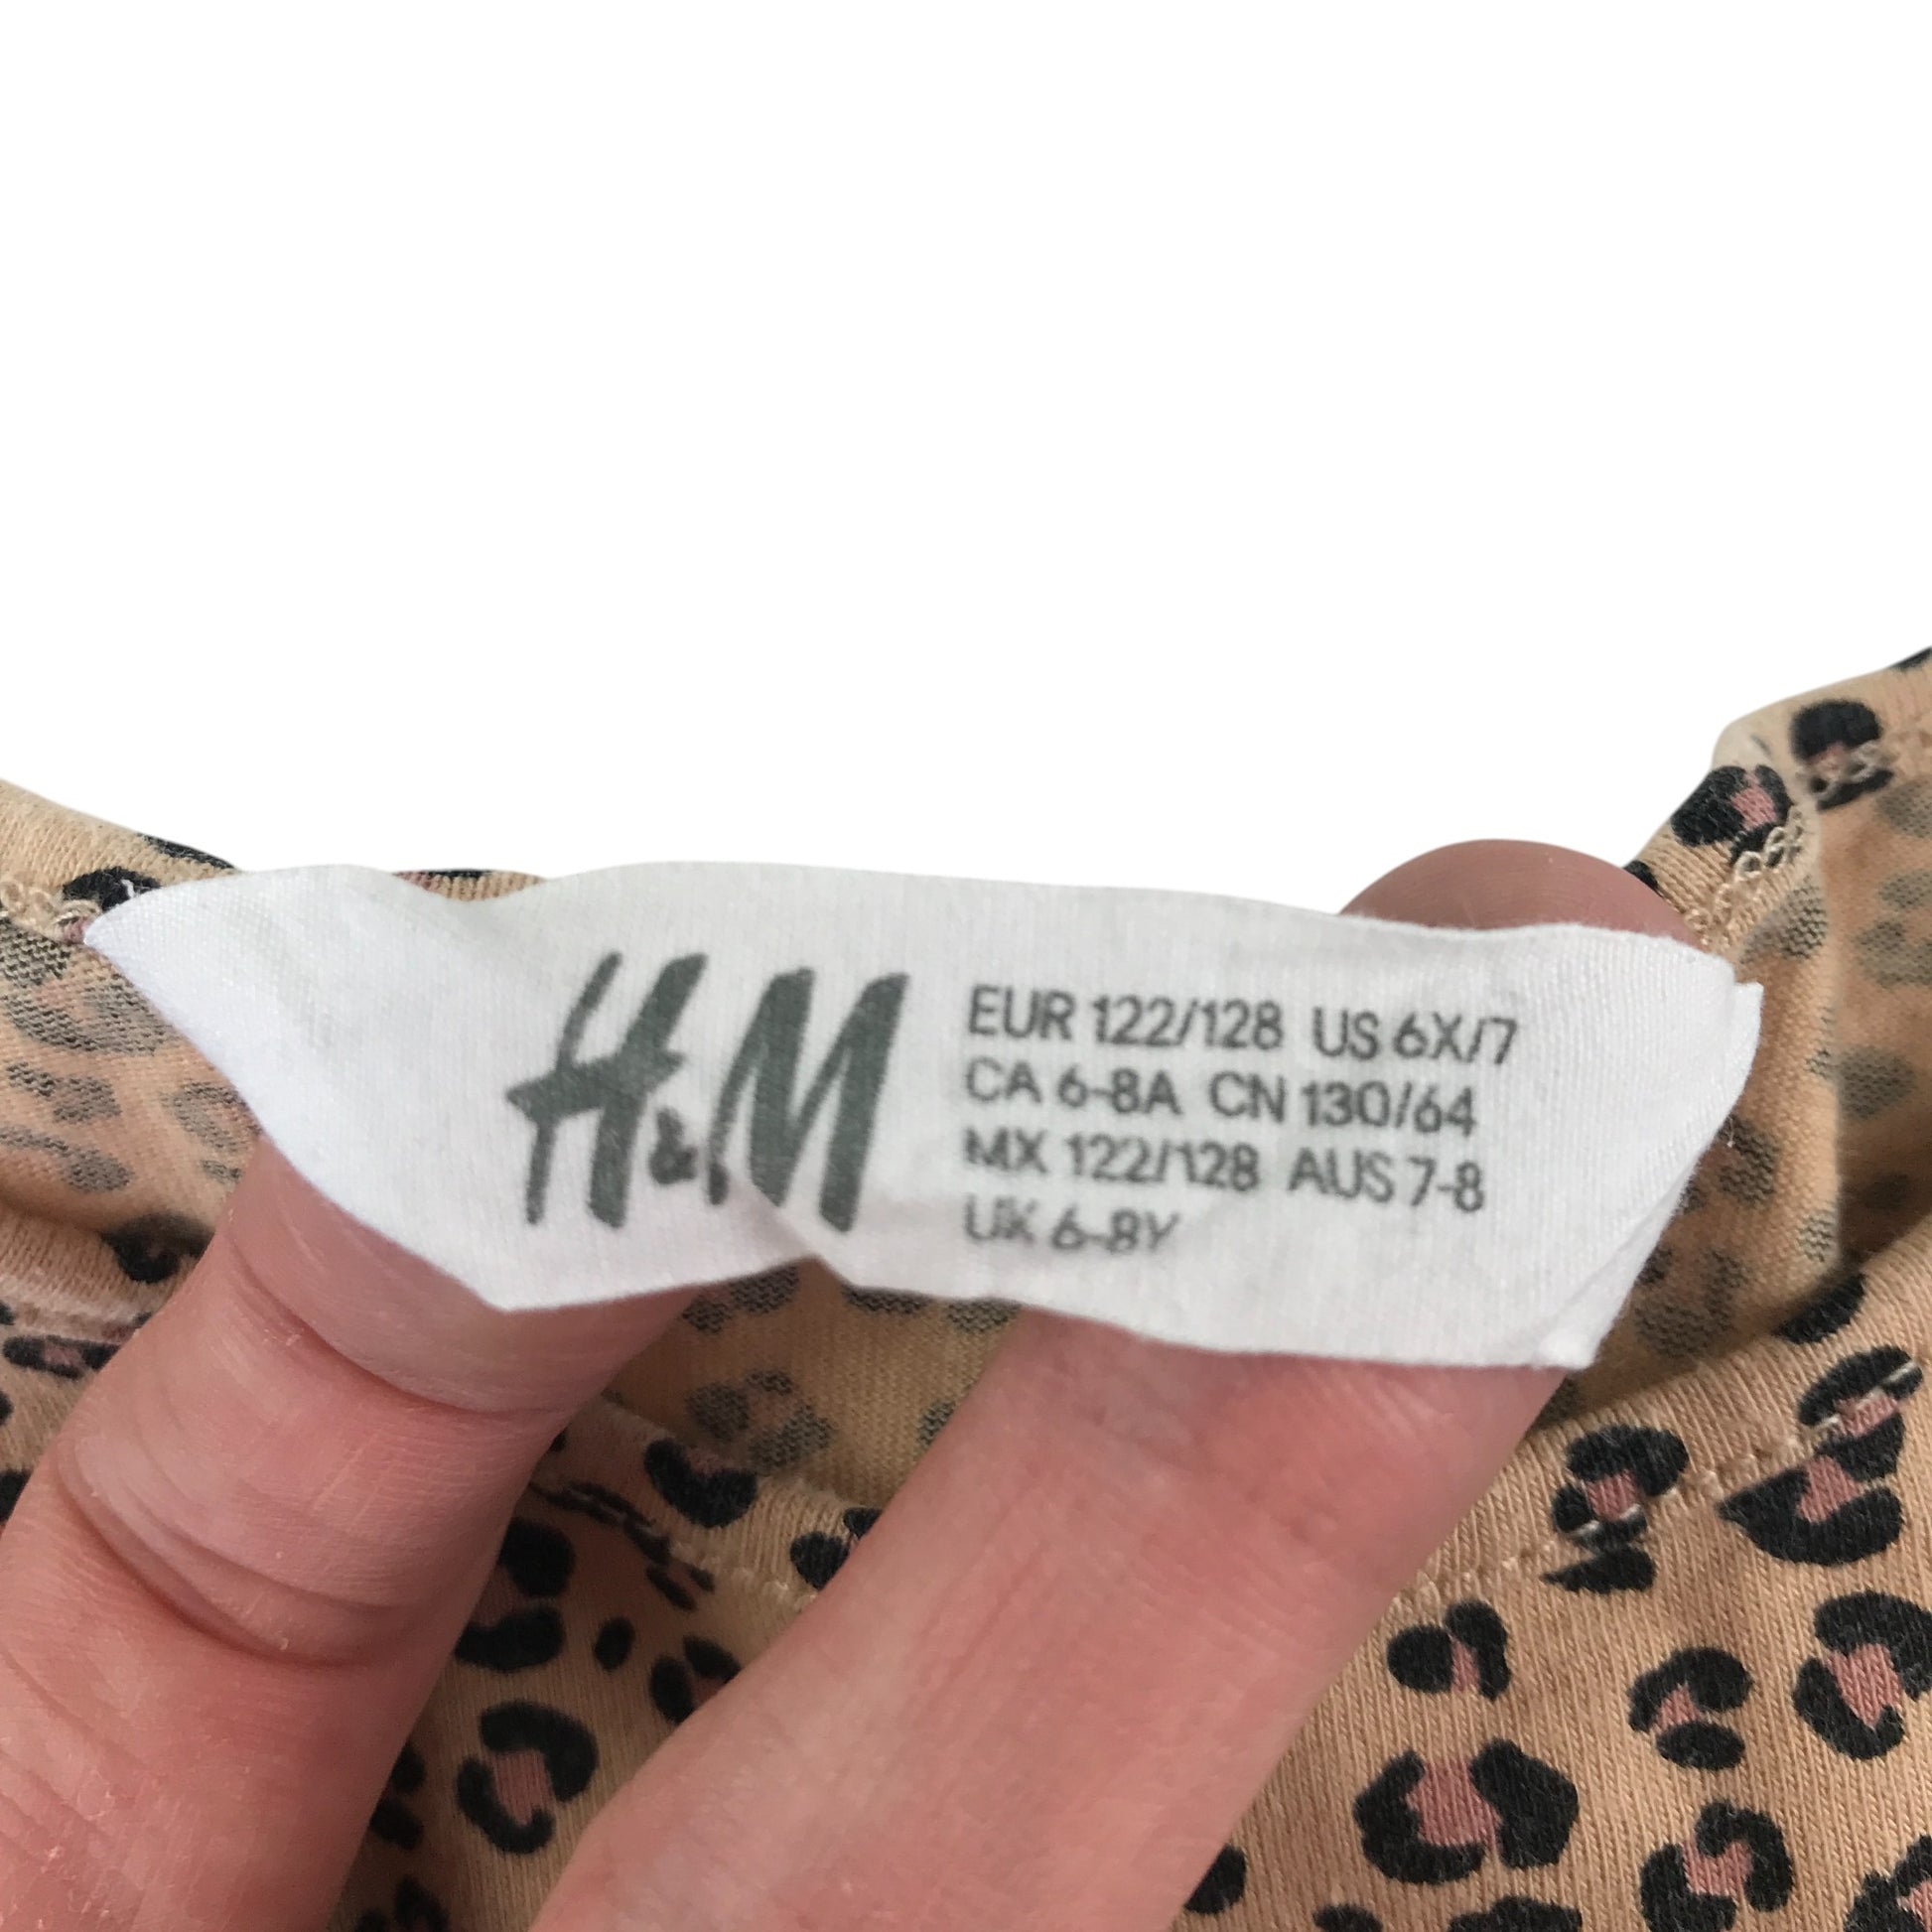 H&M
EUR 122/128 US 6X/7
CA 6-8A CN 130/64
MX 122/128 AUS 7-8
UK 6-8Y